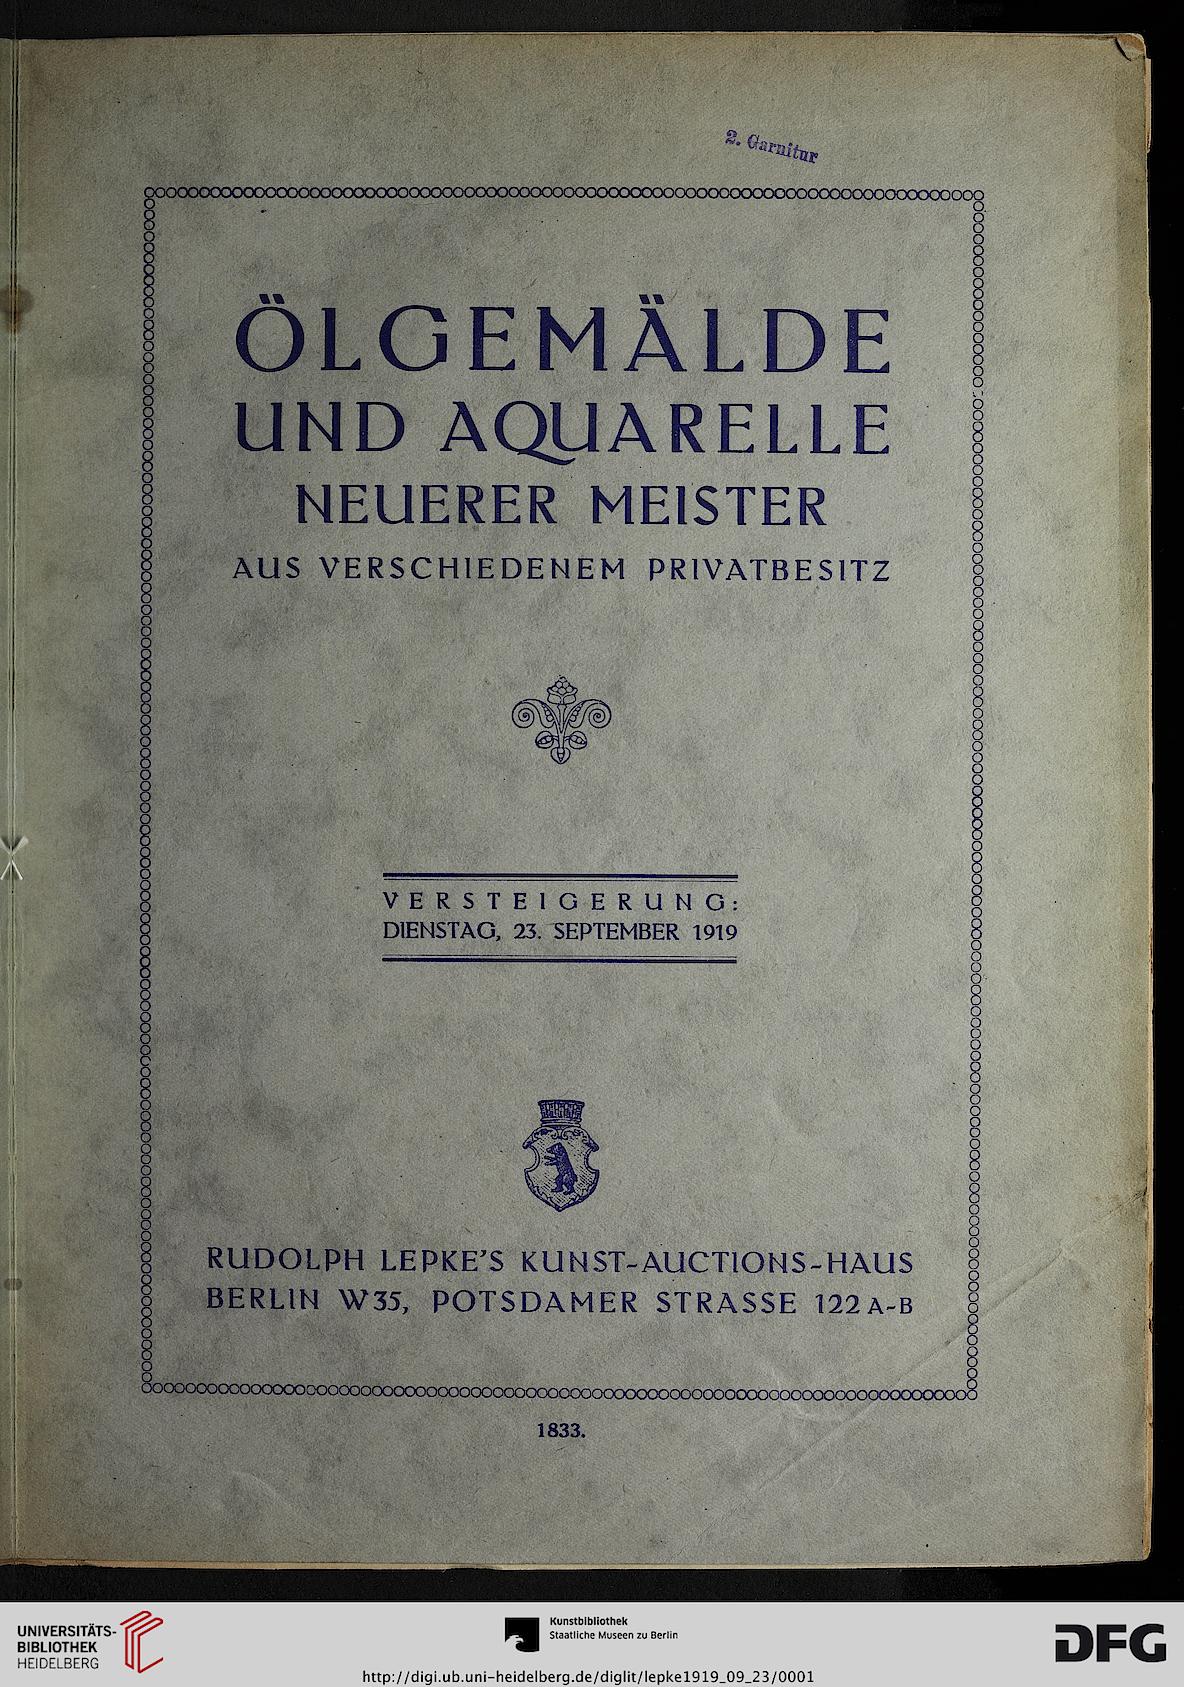 2. Garnitur
ÖLGEMÄLDE
UND AQUARELLE
NEUERER MEISTER
AUS VERSCHIEDENEM PRIVATBESITZ
VERSTEIGERUNG:
DIENSTAG, 23. SEPTEMBER 1919
RUDOLPH LEPKE'S KUNST-AUCTIONS-HAUS
BERLIN W35, POTSDAMER STRASSE 122 A-B
1833.
UNIVERSITÄTS-
BIBLIOTHEK
HEIDELBERG
Kunstbibliothek
Staatliche Museen zu Berlin
DFG
http://digi.ub.uni-heidelberg.de/diglit/lepke1919_09_23/0001